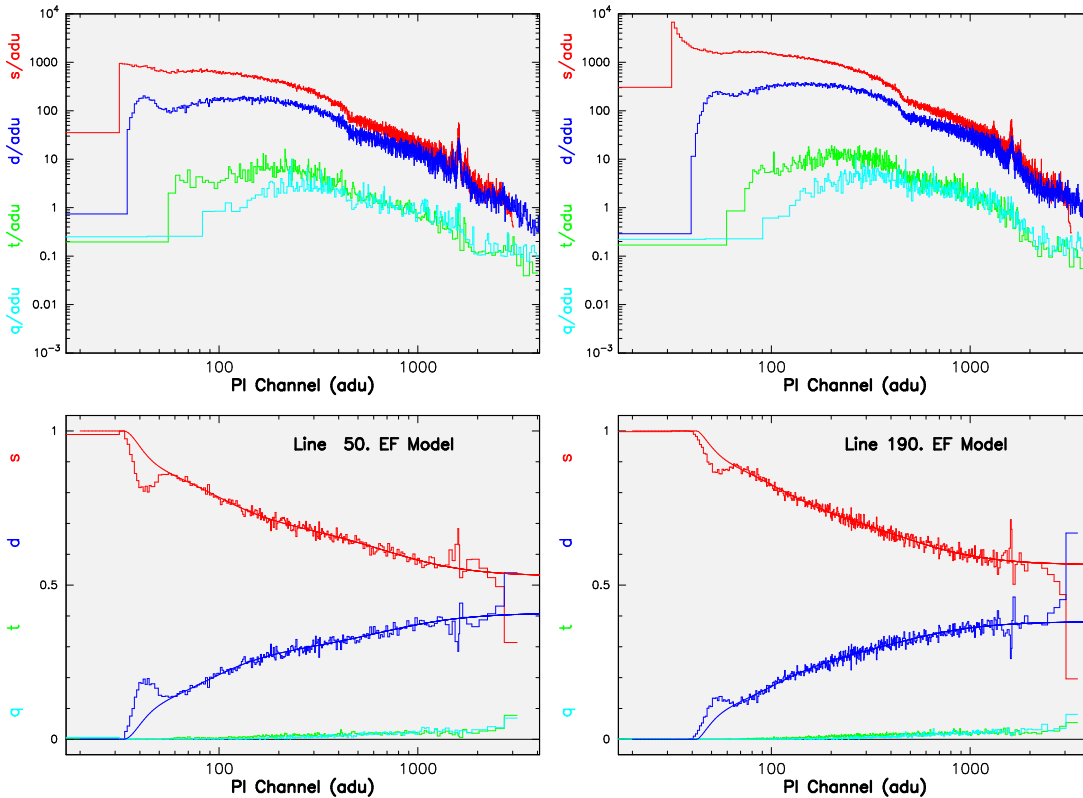 10⁴
1000
100
10
1
0.1
0.01
10⁻³
s/adu
d/adu
t/adu
q/adu
100
1000
PI Channel (adu)
10⁴
1000
100
10
1
0.1
0.01
10⁻³
s/adu
d/adu
t/adu
q/adu
100
1000
PI Channel (adu)
Line 50. EF Model
1
0.5
0
s
d
t
q
100
1000
PI Channel (adu)
Line 190. EF Model
1
0.5
0
s
d
t
q
100
1000
PI Channel (adu)